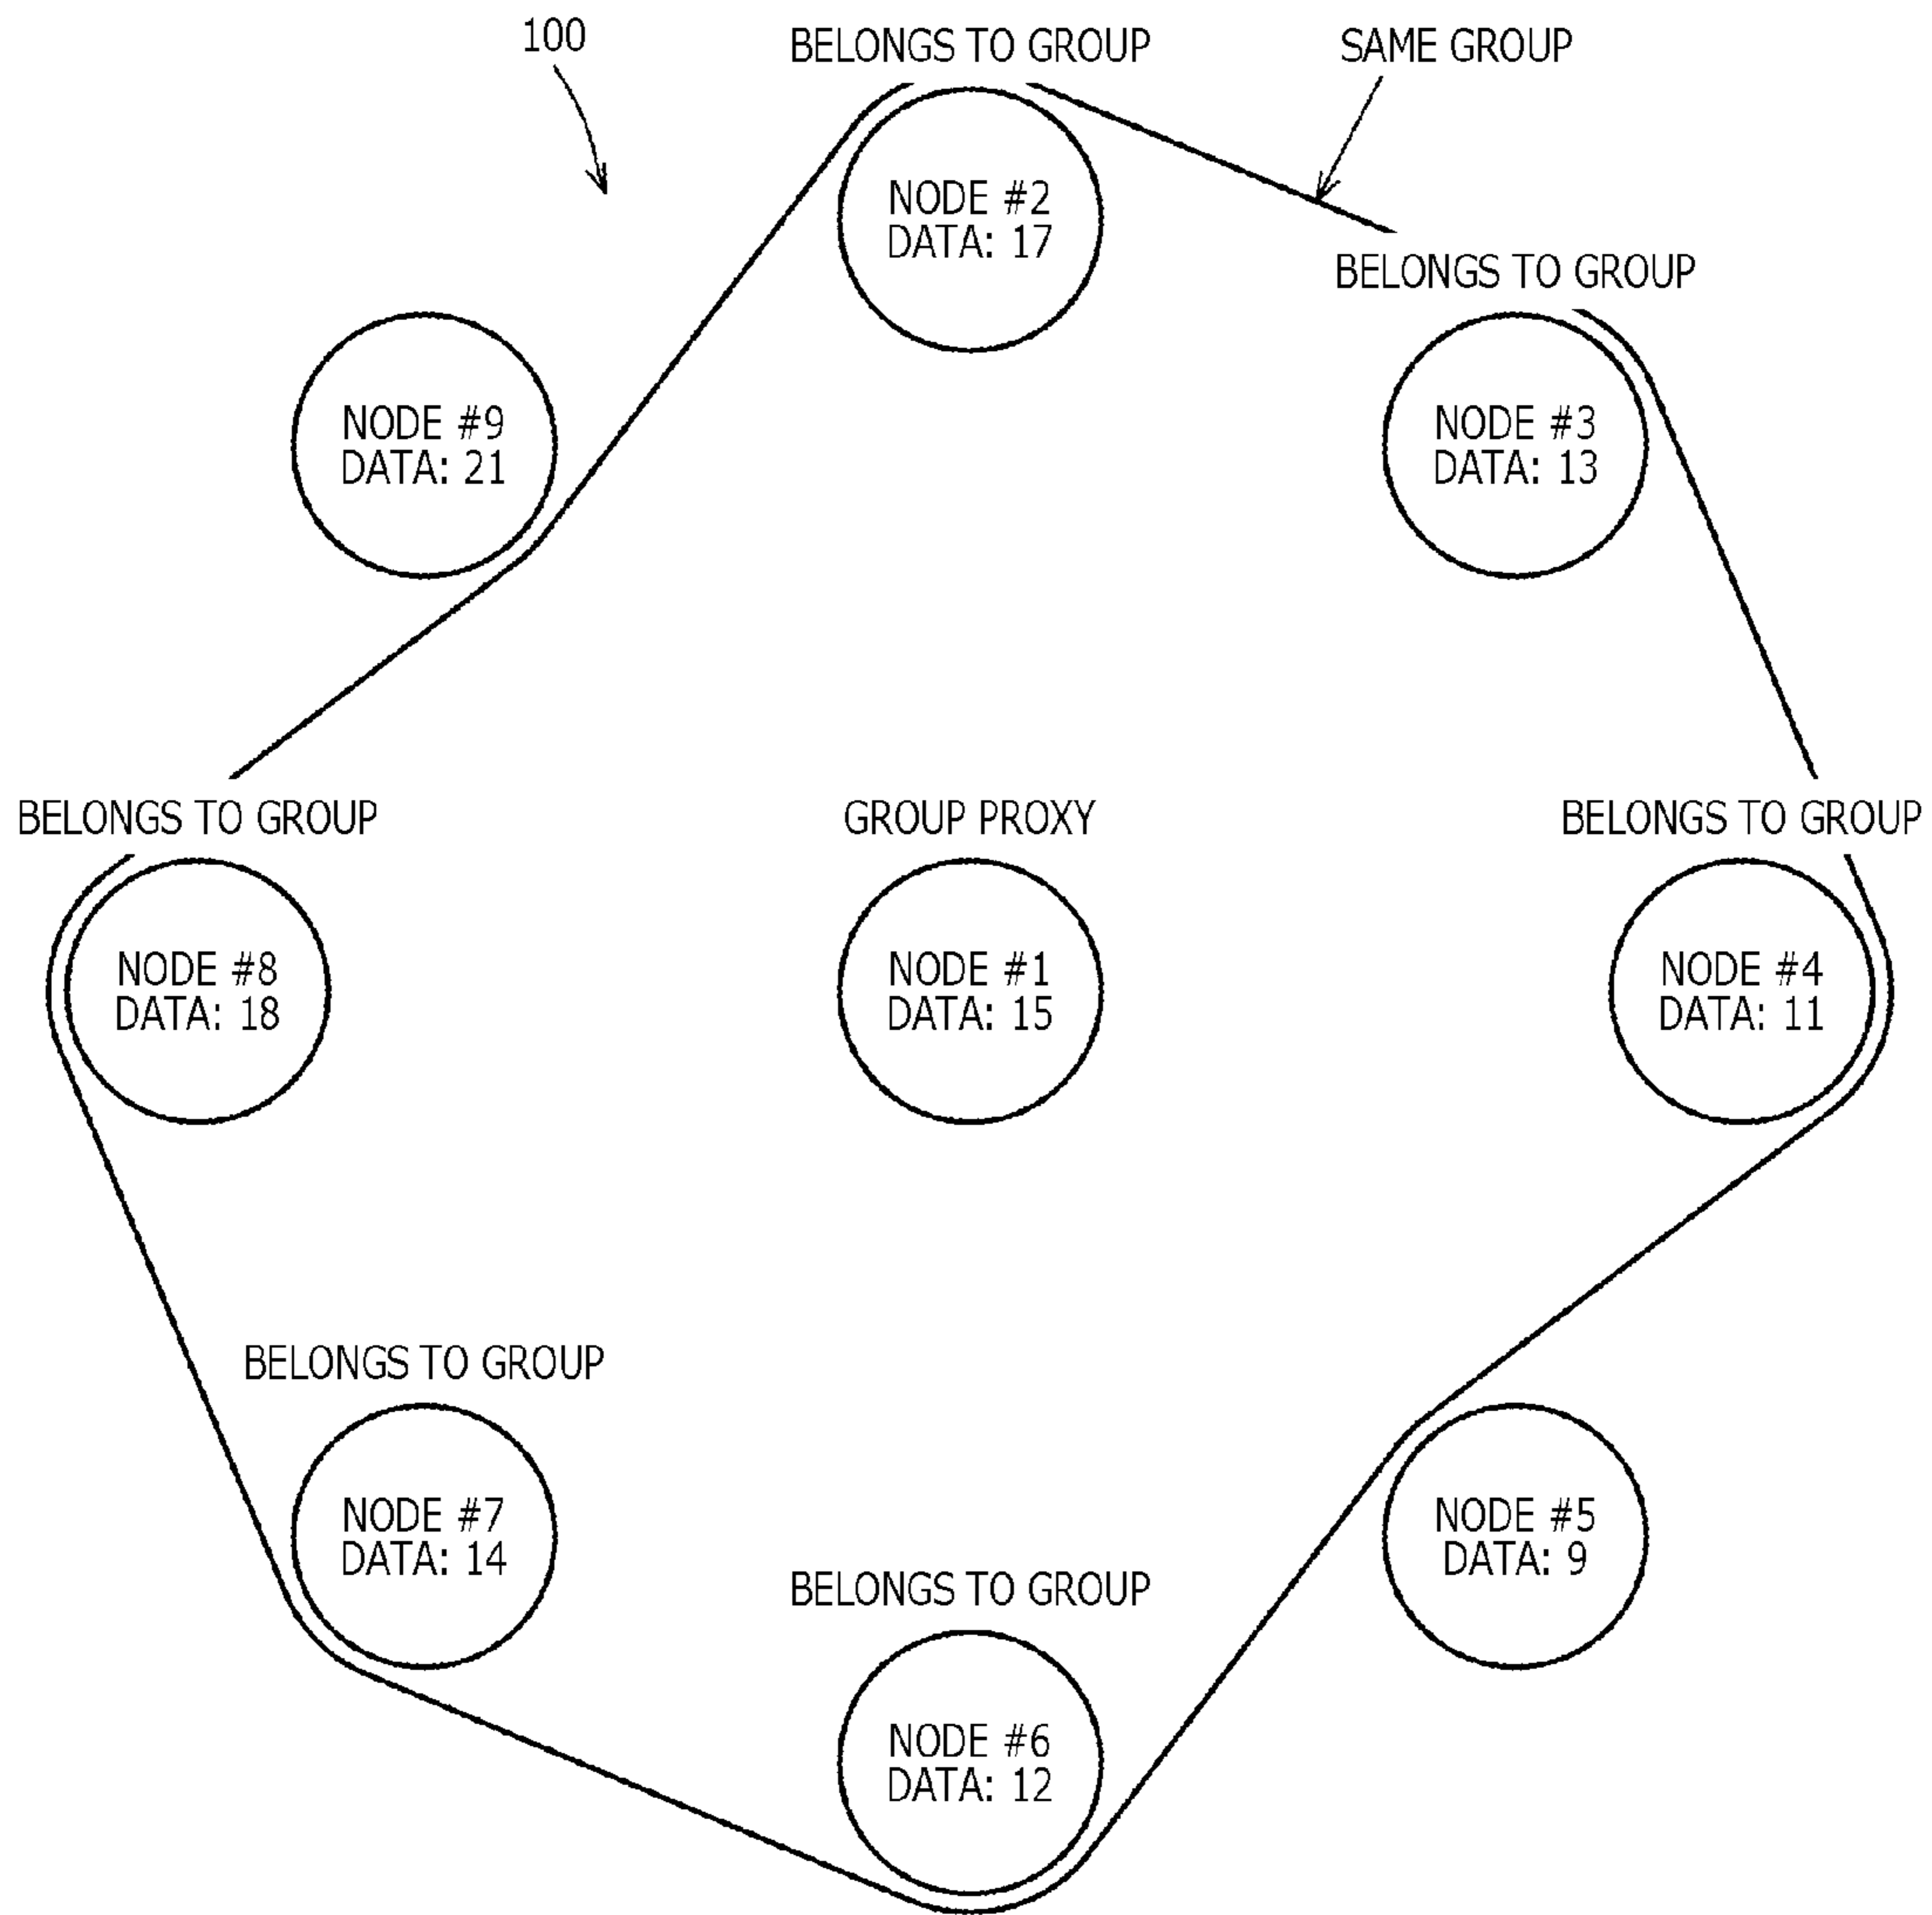 100
BELONGS TO GROUP
SAME GROUP
NODE #2
DATA: 17
BELONGS TO GROUP
NODE #9
DATA: 21
NODE #3
DATA: 13
BELONGS TO GROUP
GROUP PROXY
BELONGS TO GROUP
NODE #8
DATA: 18
NODE #1
DATA: 15
NODE #4
DATA: 11
BELONGS TO GROUP
NODE #7
DATA: 14
NODE #5
DATA: 9
BELONGS TO GROUP
NODE #6
DATA: 12